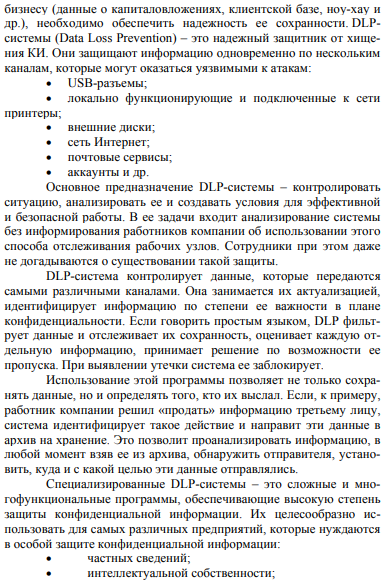 бизнесу (данные о капиталовложениях, клиентской базе, ноу-хау и
др.), необходимо обеспечить надежность ее сохранности. DLP-
системы (Data Loss Prevention) – это надежный защитник от хище-
ния КИ. Они защищают информацию одновременно по нескольким
каналам, которые могут оказаться уязвимыми к атакам:
• USB-разъемы;
• локально функционирующие и подключенные к сети
принтеры;
• внешние диски;
• сеть Интернет;
• почтовые сервисы;
• аккаунты и др.
Основное предназначение DLP-системы – контролировать
ситуацию, анализировать ее и создавать условия для эффективной
и безопасной работы. В ее задачи входит анализирование системы
без информирования работников компании об использовании этого
способа отслеживания рабочих узлов. Сотрудники при этом даже
не догадываются о существовании такой защиты.
DLP-система контролирует данные, которые передаются
самыми различными каналами. Она занимается их актуализацией,
идентифицирует информацию по степени ее важности в плане
конфиденциальности. Если говорить простым языком, DLP фильт-
рует данные и отслеживает их сохранность, оценивает каждую от-
дельную информацию, принимает решение по возможности ее
пропуска. При выявлении утечки система ее заблокирует.
Использование этой программы позволяет не только сохра-
нять данные, но и определять того, кто их выслал. Если, к примеру,
работник компании решил «продать» информацию третьему лицу,
система идентифицирует такое действие и направит эти данные в
архив на хранение. Это позволит проанализировать информацию, в
любой момент взяв ее из архива, обнаружить отправителя, устано-
вить, куда и с какой целью эти данные отправлялись.
Специализированные DLP-системы – это сложные и мно-
гофункциональные программы, обеспечивающие высокую степень
защиты конфиденциальной информации. Их целесообразно ис-
пользовать для самых различных предприятий, которые нуждаются
в особой защите конфиденциальной информации:
• частных сведений;
• интеллектуальной собственности;